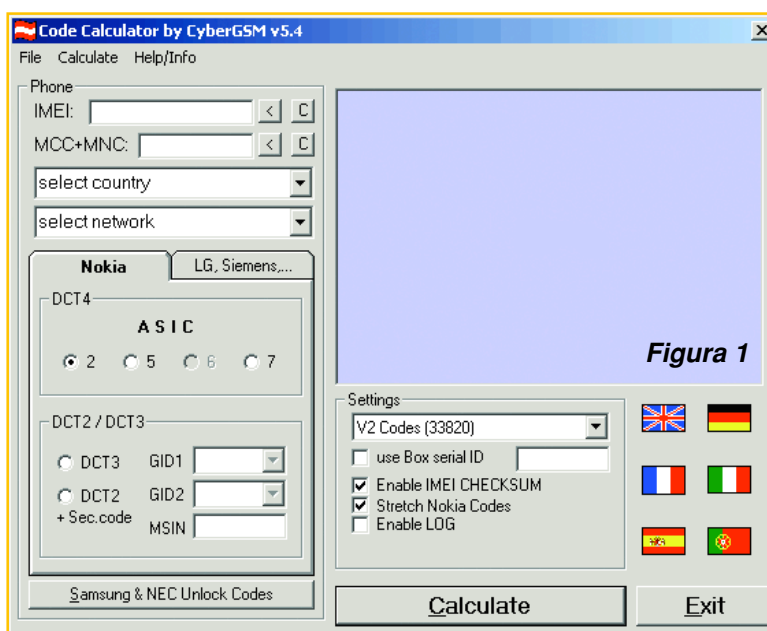 Code Calculator by CyberGSM v5.4
File Calculate Help/Info
Phone
IMEI: < C
MCC+MNC: < C
select country
select network
Nokia LG, Siemens,...
DCT4
ASIC
2 5 6 7
DCT2 / DCT3
DCT3 GID1
DCT2 GID2
+ Sec.code MSIN
Samsung & NEC Unlock Codes
Figura 1
Settings
V2 Codes (33820)
use Box serial ID
Enable IMEI CHECKSUM
Stretch Nokia Codes
Enable LOG
Calculate Exit